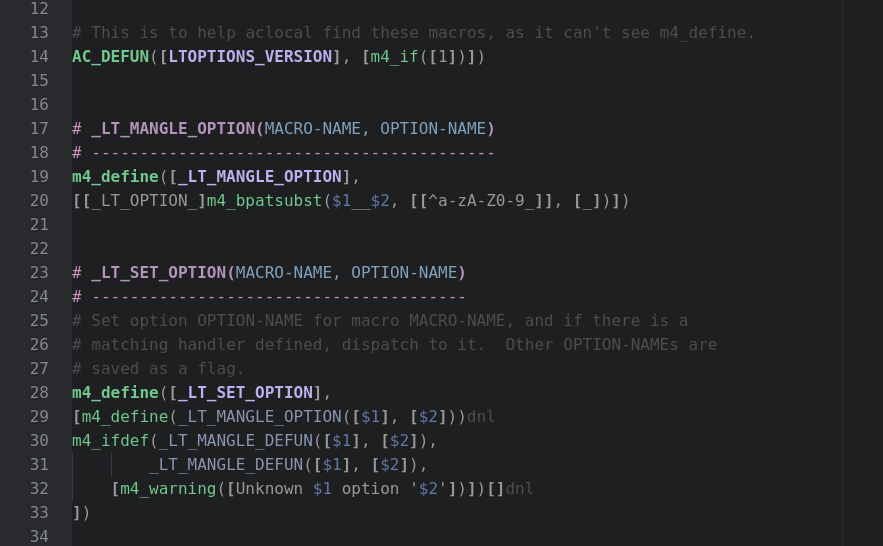 12
13 # This is to help aclocal find these macros, as it can't see m4_define.
14 AC_DEFUN([LTOPTIONS_VERSION], [m4_if([1])])
15
16
17 # _LT_MANGLE_OPTION(MACRO-NAME, OPTION-NAME)
18 # ------------------------------------------
19 m4_define([_LT_MANGLE_OPTION],
20 [[_LT_OPTION_]m4_bpatsubst($1__$2, [[^a-zA-Z0-9_]], [_])])
21
22
23 # _LT_SET_OPTION(MACRO-NAME, OPTION-NAME)
24 # ---------------------------------------
25 # Set option OPTION-NAME for macro MACRO-NAME, and if there is a
26 # matching handler defined, dispatch to it.  Other OPTION-NAMEs are
27 # saved as a flag.
28 m4_define([_LT_SET_OPTION],
29 [m4_define(_LT_MANGLE_OPTION([$1], [$2]))dnl
30 m4_ifdef(_LT_MANGLE_DEFUN([$1], [$2]),
31         _LT_MANGLE_DEFUN([$1], [$2]),
32     [m4_warning([Unknown $1 option '$2'])])[]dnl
33 ])
34